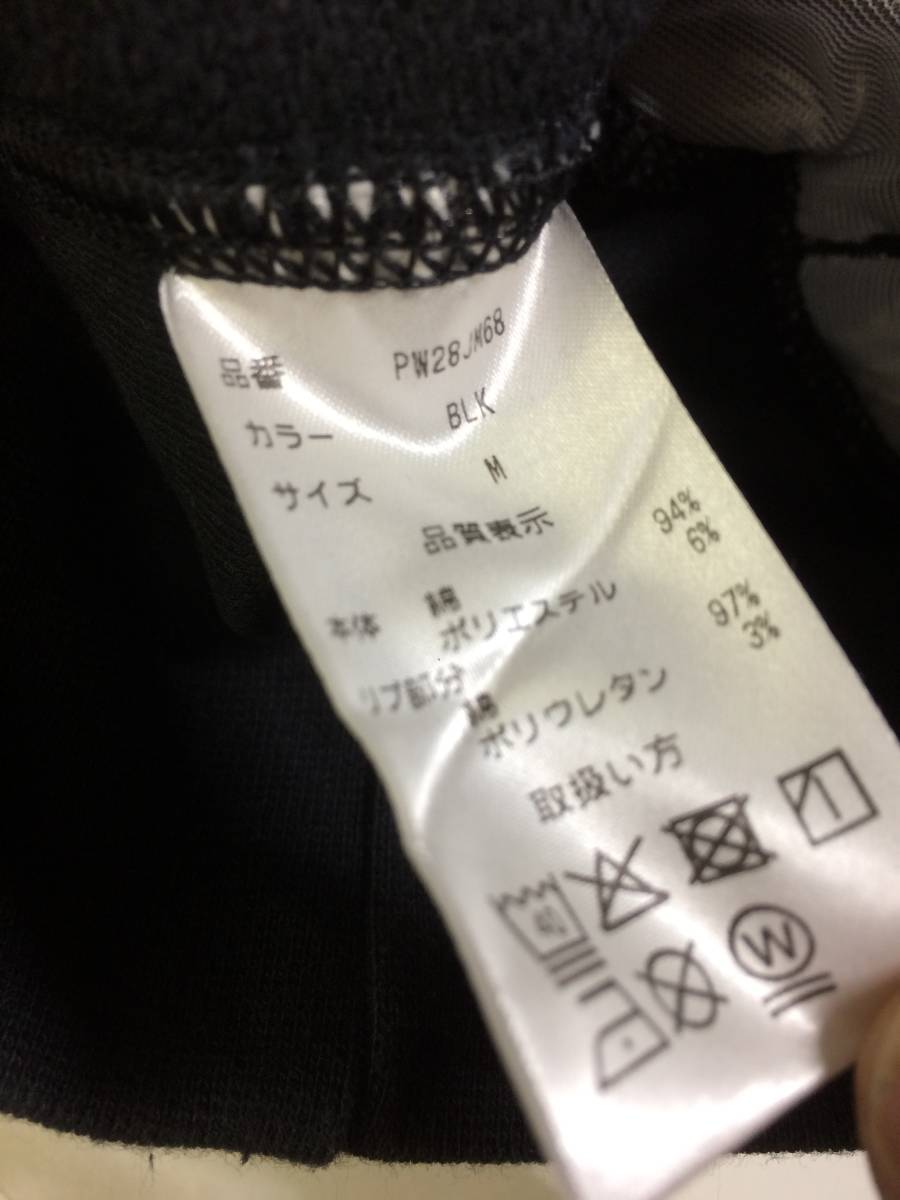 品番 PW28JM68
カラー BLK
サイズ M
品質表示
本体 綿 94%
ポリエステル 6%
リブ部分
綿 97%
ポリウレタン 3%
取扱い方
40
W